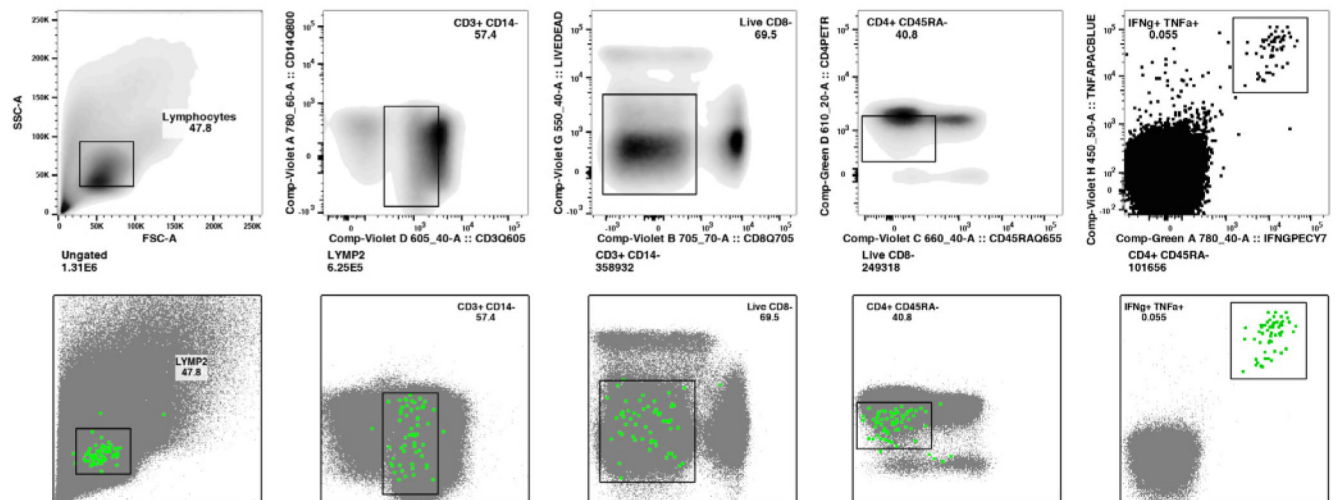 250K
200K
150K
100K
50K
0
SSC-A
Lymphocytes
47.8
0 50K 100K 150K 200K 250K
FSC-A
Ungated
1.31E6
CD3+ CD14-
57.4
Comp-Violet A 780_60-A :: CD14Q800
Comp-Violet D 605_40-A :: CD3Q605
LYMP2
6.25E5
Live CD8-
69.5
Comp-Violet G 550_40-A :: LIVEDEAD
Comp-Violet B 705_70-A :: CD8Q705
CD3+ CD14-
358932
CD4+ CD45RA-
40.8
Comp-Green D 610_20-A :: CD4PETR
Comp-Violet C 660_40-A :: CD45RAQ655
Live CD8-
249318
IFNg+ TNFa+
0.055
Comp-Violet H 450_50-A :: TNFAPACBLUE
Comp-Green A 780_40-A :: IFNGPECY7
CD4+ CD45RA-
101656
LYMP2
47.8
CD3+ CD14-
57.4
Live CD8-
69.5
CD4+ CD45RA-
40.8
IFNg+ TNFa+
0.055